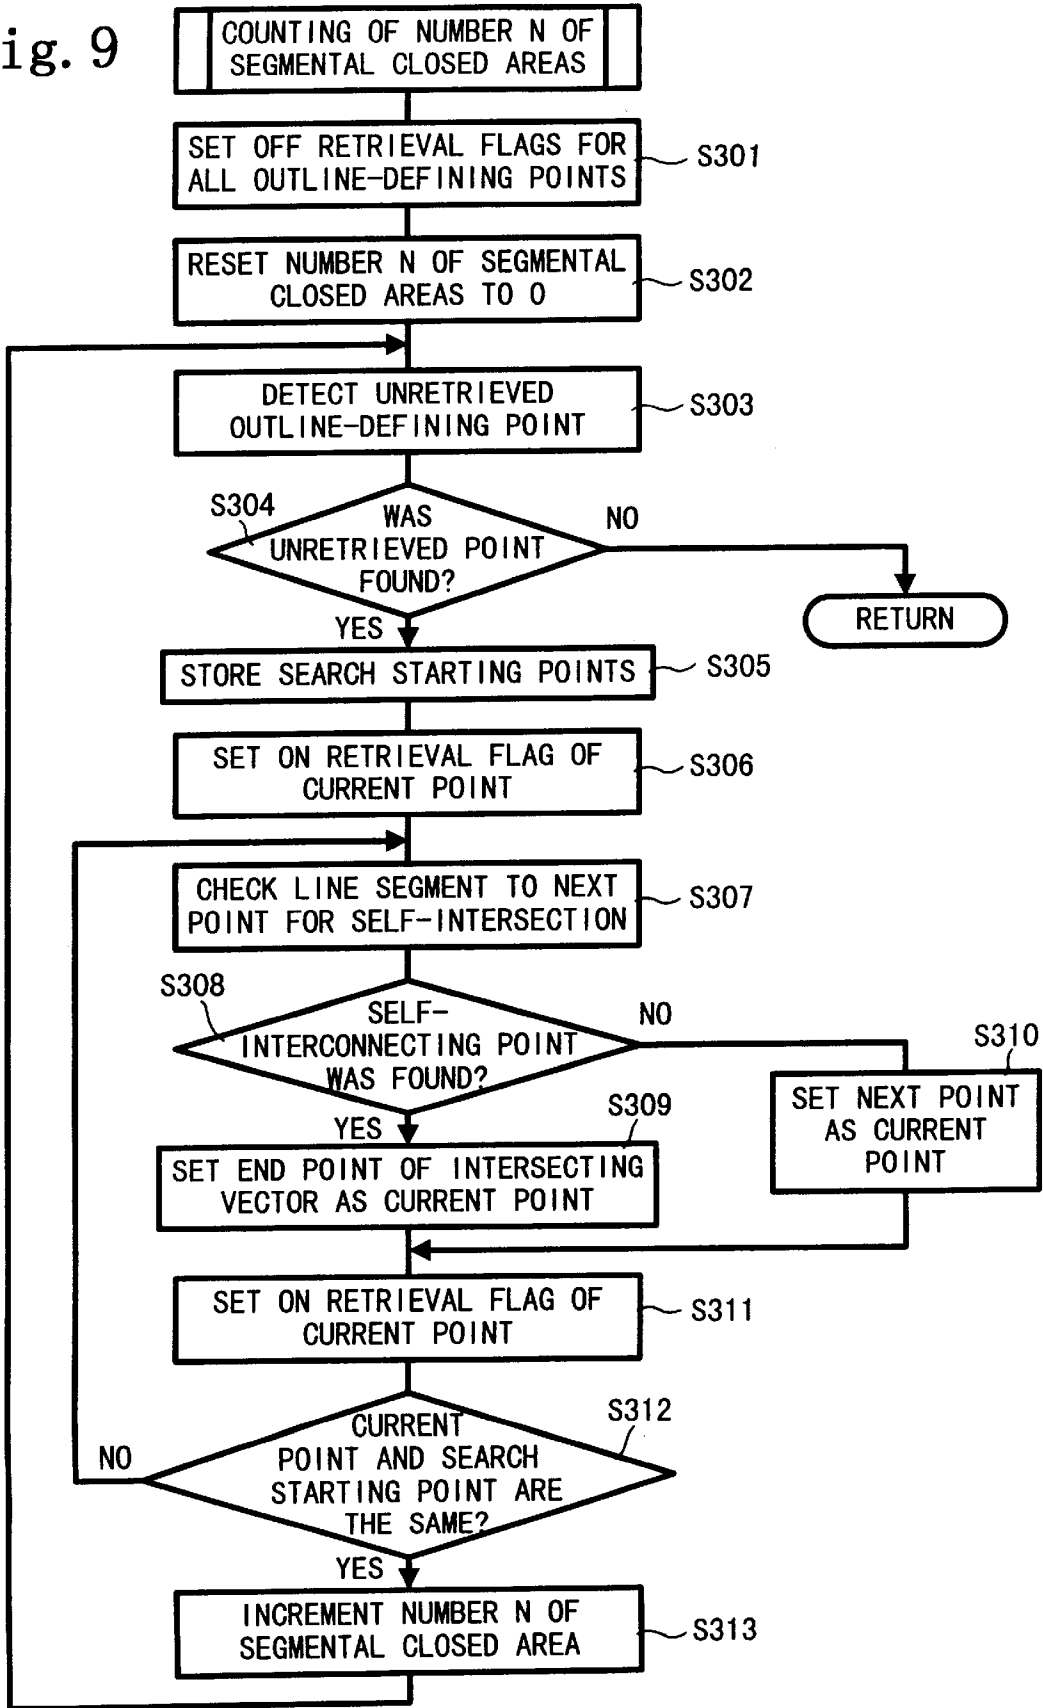 ig. 9
COUNTING OF NUMBER N OF
SEGMENTAL CLOSED AREAS
SET OFF RETRIEVAL FLAGS FOR
ALL OUTLINE-DEFINING POINTS
S301
RESET NUMBER N OF SEGMENTAL
CLOSED AREAS TO 0
S302
DETECT UNRETRIEVED
OUTLINE-DEFINING POINT
S303
S304
WAS
UNRETRIEVED POINT
FOUND?
NO
RETURN
YES
STORE SEARCH STARTING POINTS
S305
SET ON RETRIEVAL FLAG OF
CURRENT POINT
S306
CHECK LINE SEGMENT TO NEXT
POINT FOR SELF-INTERSECTION
S307
S308
SELF-
INTERCONNECTING POINT
WAS FOUND?
NO
S310
SET NEXT POINT
AS CURRENT
POINT
YES
S309
SET END POINT OF INTERSECTING
VECTOR AS CURRENT POINT
SET ON RETRIEVAL FLAG OF
CURRENT POINT
S311
S312
CURRENT
POINT AND SEARCH
STARTING POINT ARE
THE SAME?
NO
YES
INCREMENT NUMBER N OF
SEGMENTAL CLOSED AREA
S313